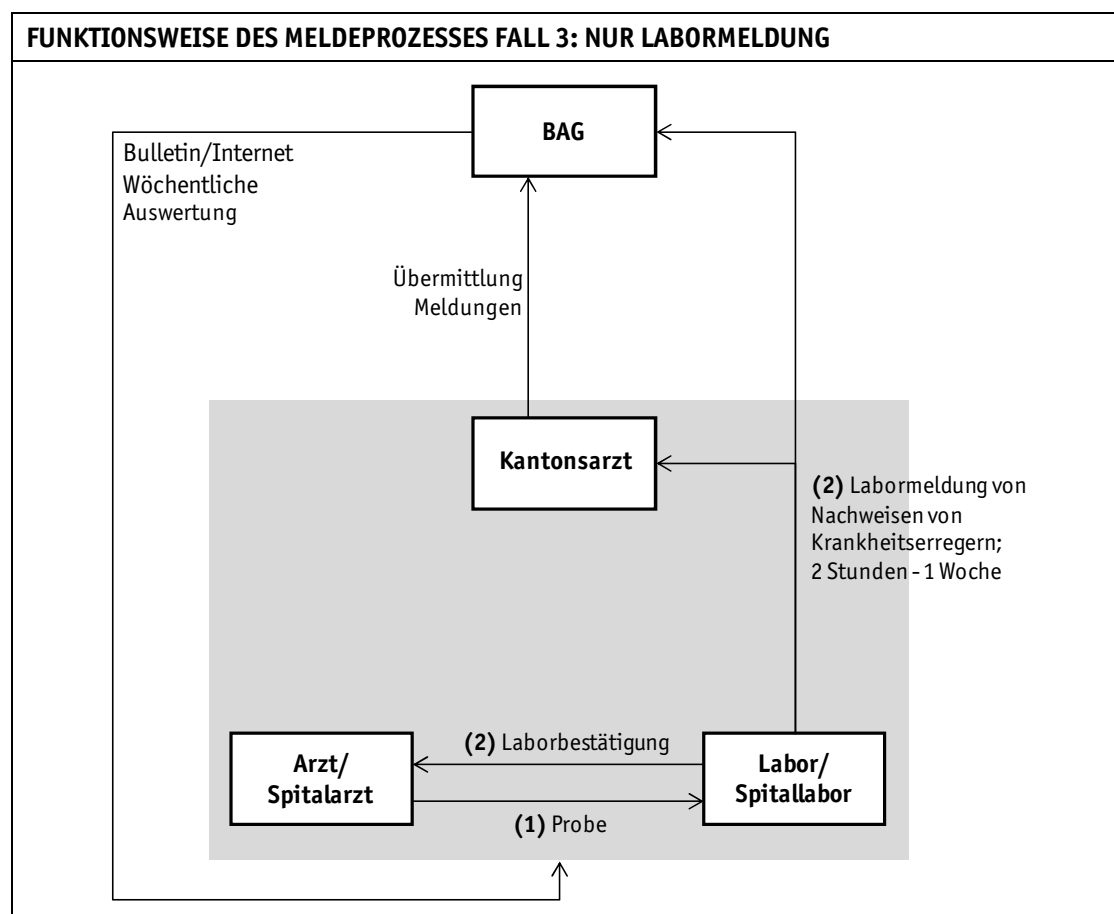 FUNKTIONSWEISE DES MELDEPROZESSES FALL 3: NUR LABORMELDUNG
BAG
Bulletin/Internet
Wöchentliche
Auswertung
Übermittlung
Meldungen
Kantonsarzt
(2) Labormeldung von
Nachweisen von
Krankheitserregern;
2 Stunden - 1 Woche
Arzt/
Spitalarzt
(2) Laborbestätigung
(1) Probe
Labor/
Spitallabor